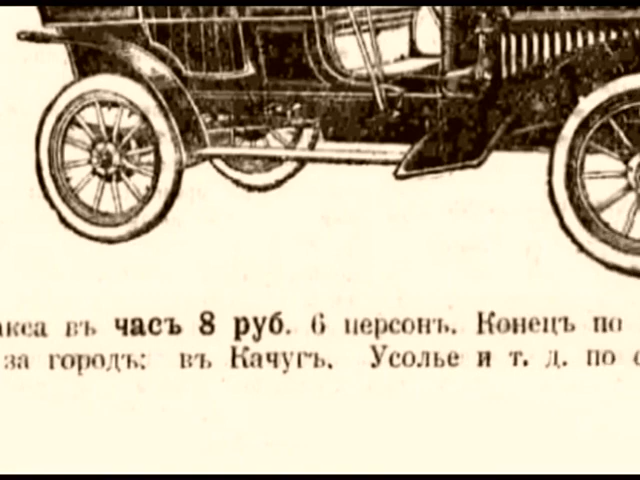 акса въ часъ 8 руб. 6 персонъ. Конецъ по
за городъ: въ Качугъ. Усолье и т. д. по с